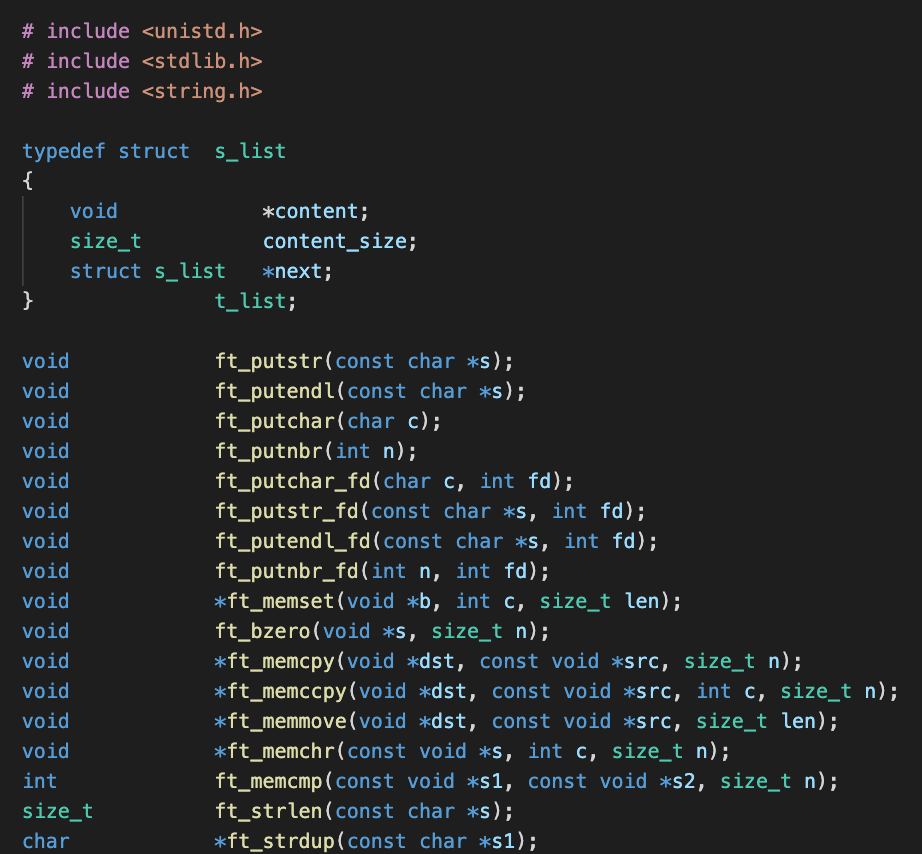 # include <unistd.h>
# include <stdlib.h>
# include <string.h>
typedef struct  s_list
{
    void            *content;
    size_t          content_size;
    struct s_list   *next;
}               t_list;
void            ft_putstr(const char *s);
void            ft_putendl(const char *s);
void            ft_putchar(char c);
void            ft_putnbr(int n);
void            ft_putchar_fd(char c, int fd);
void            ft_putstr_fd(const char *s, int fd);
void            ft_putendl_fd(const char *s, int fd);
void            ft_putnbr_fd(int n, int fd);
void            *ft_memset(void *b, int c, size_t len);
void            ft_bzero(void *s, size_t n);
void            *ft_memcpy(void *dst, const void *src, size_t n);
void            *ft_memccpy(void *dst, const void *src, int c, size_t n);
void            *ft_memmove(void *dst, const void *src, size_t len);
void            *ft_memchr(const void *s, int c, size_t n);
int             ft_memcmp(const void *s1, const void *s2, size_t n);
size_t          ft_strlen(const char *s);
char            *ft_strdup(const char *s1);